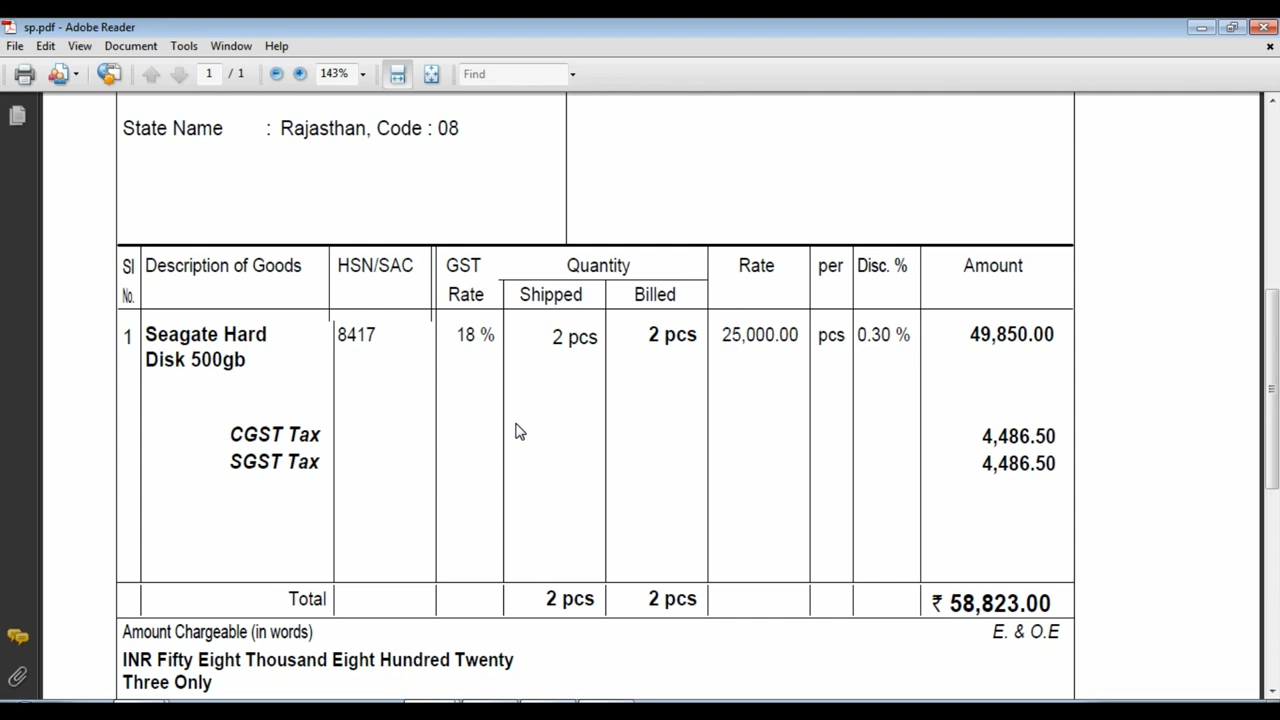 sp.pdf - Adobe Reader
File Edit View Document Tools Window Help
1 / 1 143% Find
State Name : Rajasthan, Code : 08
Sl No. Description of Goods HSN/SAC GST Rate Quantity Shipped Billed Rate per Disc. % Amount
1 Seagate Hard 8417 18 % 2 pcs 2 pcs 25,000.00 pcs 0.30 % 49,850.00
Disk 500gb
CGST Tax 4,486.50
SGST Tax 4,486.50
Total 2 pcs 2 pcs ₹ 58,823.00
Amount Chargeable (in words) E. & O.E
INR Fifty Eight Thousand Eight Hundred Twenty
Three Only